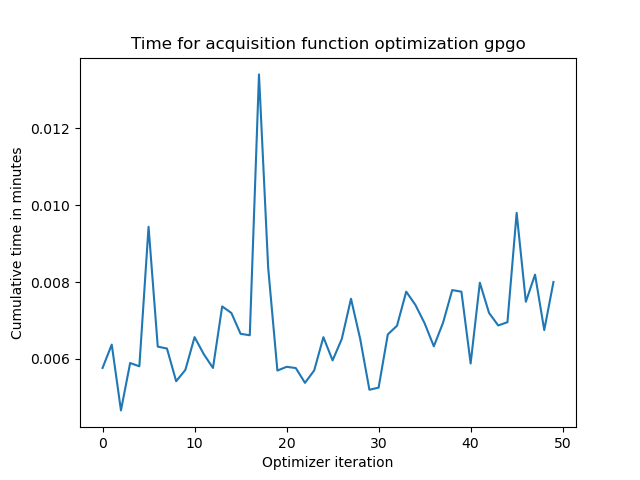 Time for acquisition function optimization gpgo
Cumulative time in minutes
0.012
0.010
0.008
0.006
0 10 20 30 40 50
Optimizer iteration